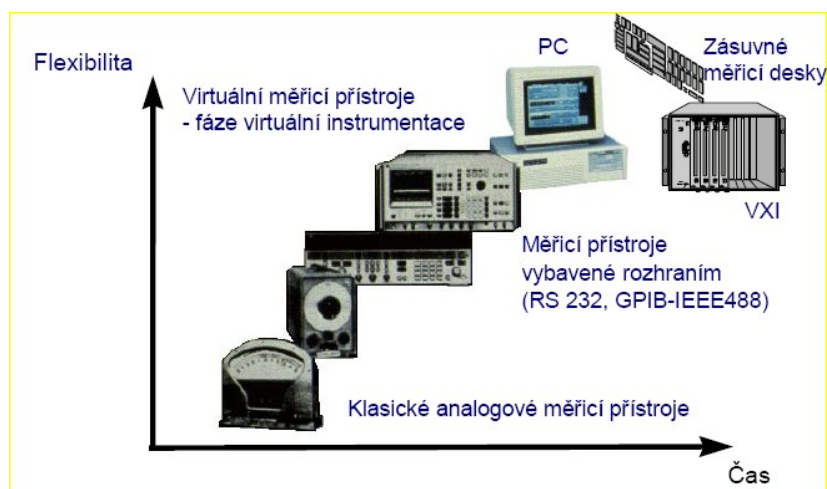 Flexibilita
Virtuální měřicí přístroje
- fáze virtuální instrumentace
PC
Zásuvné
měřicí desky
VXI
Měřicí přístroje
vybavené rozhraním
(RS 232, GPIB-IEEE488)
Klasické analogové měřicí přístroje
Čas